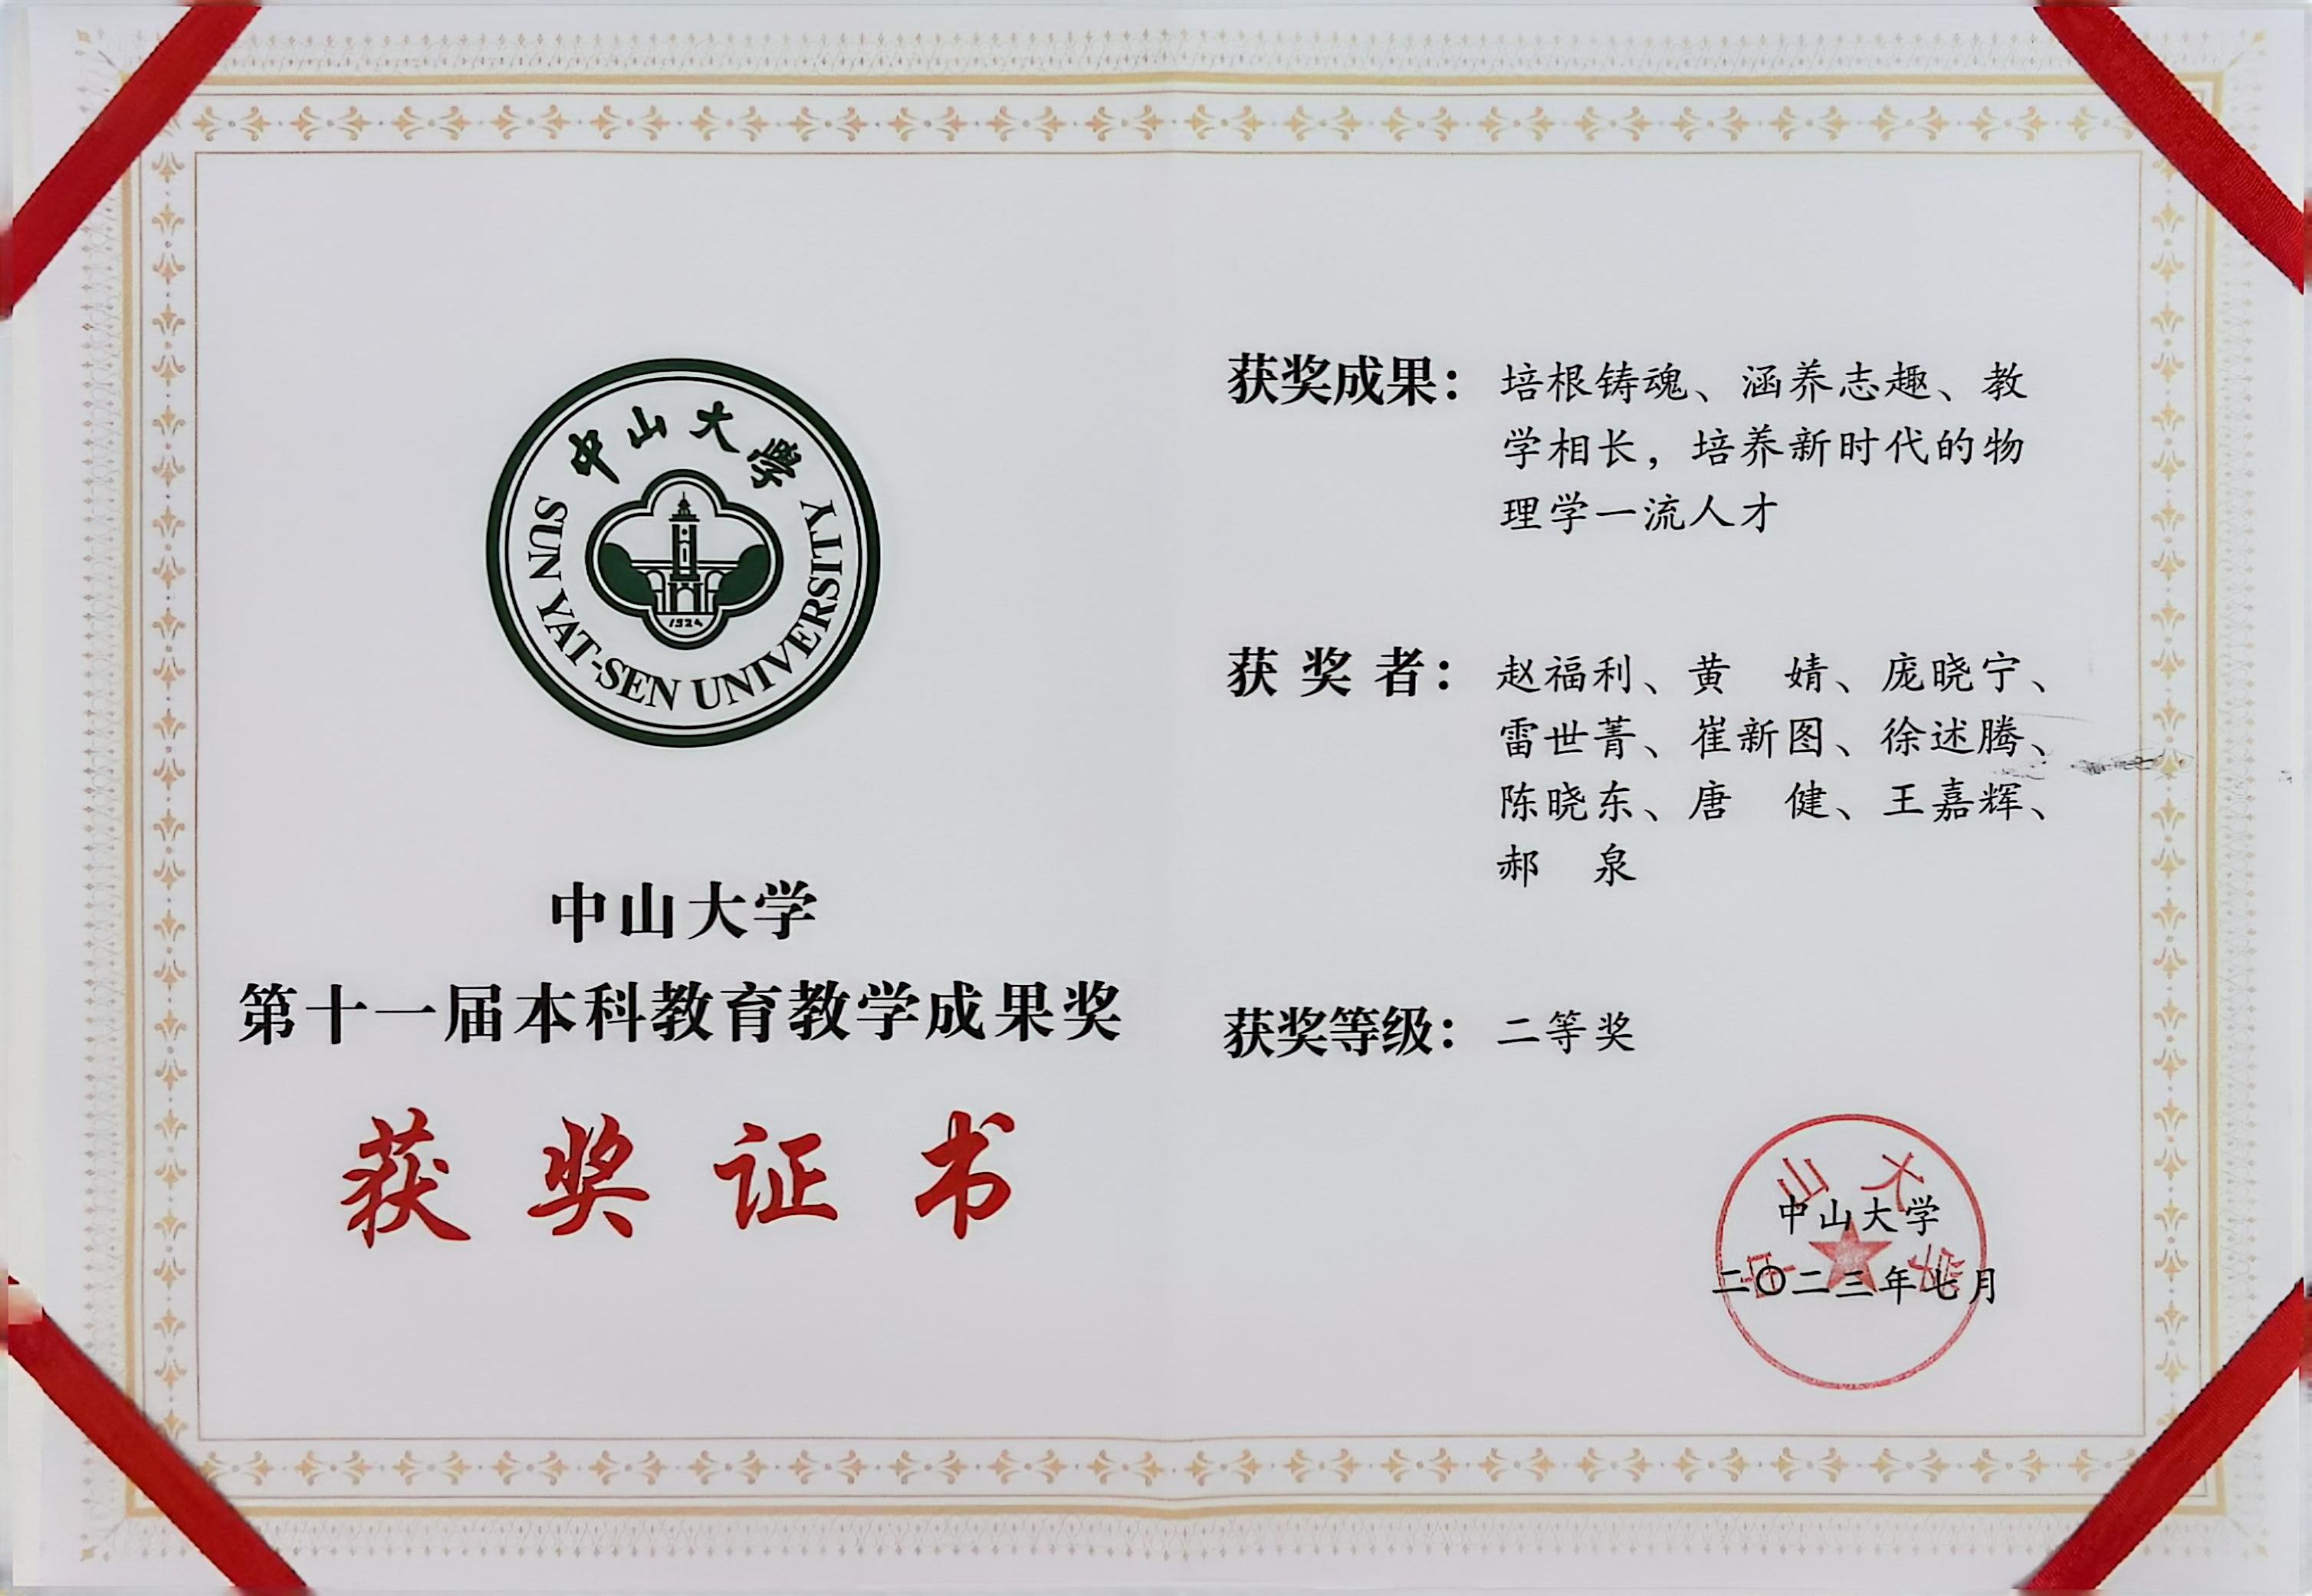 中山大學
SUN YAT-SEN UNIVERSITY
1924
中山大学
第十一届本科教育教学成果奖
获奖证书
获奖成果：培根铸魂、涵养志趣、教
学相长，培养新时代的物
理学一流人才
获奖者：赵福利、黄　婧、庞晓宁、
雷世菁、崔新图、徐述腾、
陈晓东、唐　健、王嘉辉、
郝　泉
获奖等级：二等奖
中山大学
中山大学
二〇二三年七月